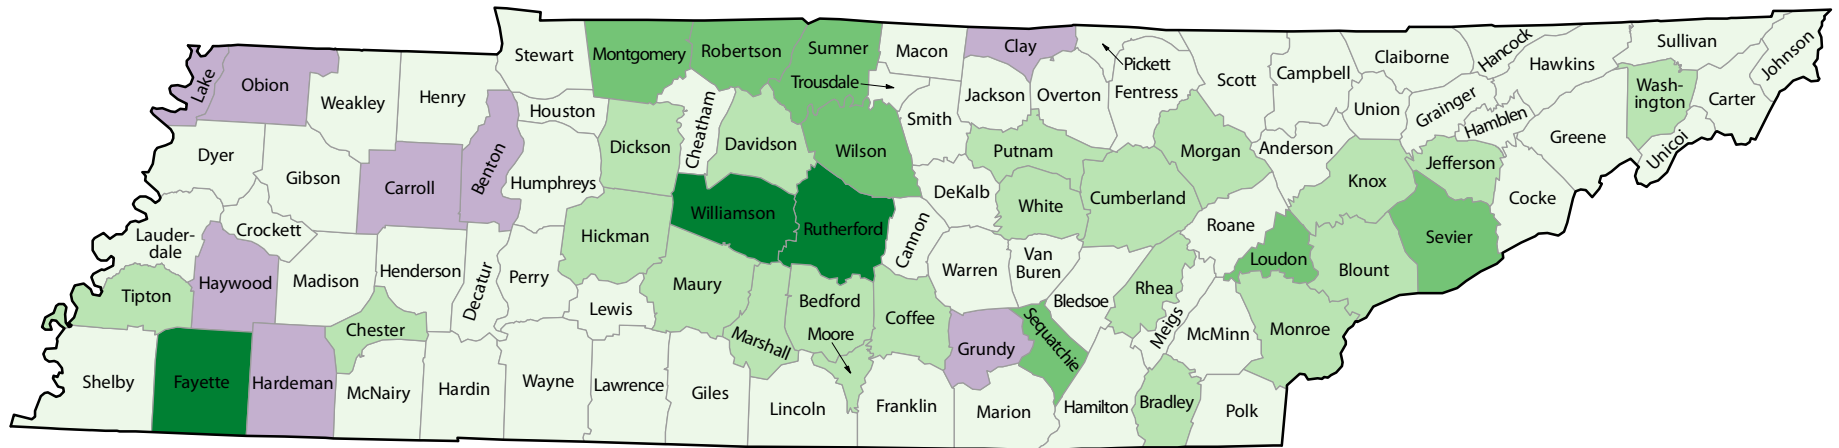 Stewart
Montgomery
Robertson
Sumner
Macon
Clay
Pickett
Scott
Campbell
Claiborne
Hancock
Hawkins
Sullivan
Johnson
Lake
Obion
Weakley
Henry
Houston
Trousdale
Smith
Jackson
Overton
Fentress
Union
Grainger
Hamblen
Greene
Wash-
ington
Carter
Unicoi
Dyer
Gibson
Carroll
Benton
Humphreys
Dickson
Cheatham
Davidson
Wilson
Putnam
Morgan
Anderson
Knox
Jefferson
Cocke
Lauder-
dale
Crockett
Haywood
Madison
Henderson
Decatur
Perry
Hickman
Williamson
Rutherford
Cannon
DeKalb
White
Cumberland
Roane
Loudon
Blount
Sevier
Tipton
Chester
Lewis
Maury
Marshall
Bedford
Moore
Coffee
Warren
Van
Buren
Bledsoe
Rhea
Meigs
McMinn
Monroe
Shelby
Fayette
Hardeman
McNairy
Hardin
Wayne
Lawrence
Giles
Lincoln
Franklin
Grundy
Sequatchie
Marion
Hamilton
Bradley
Polk